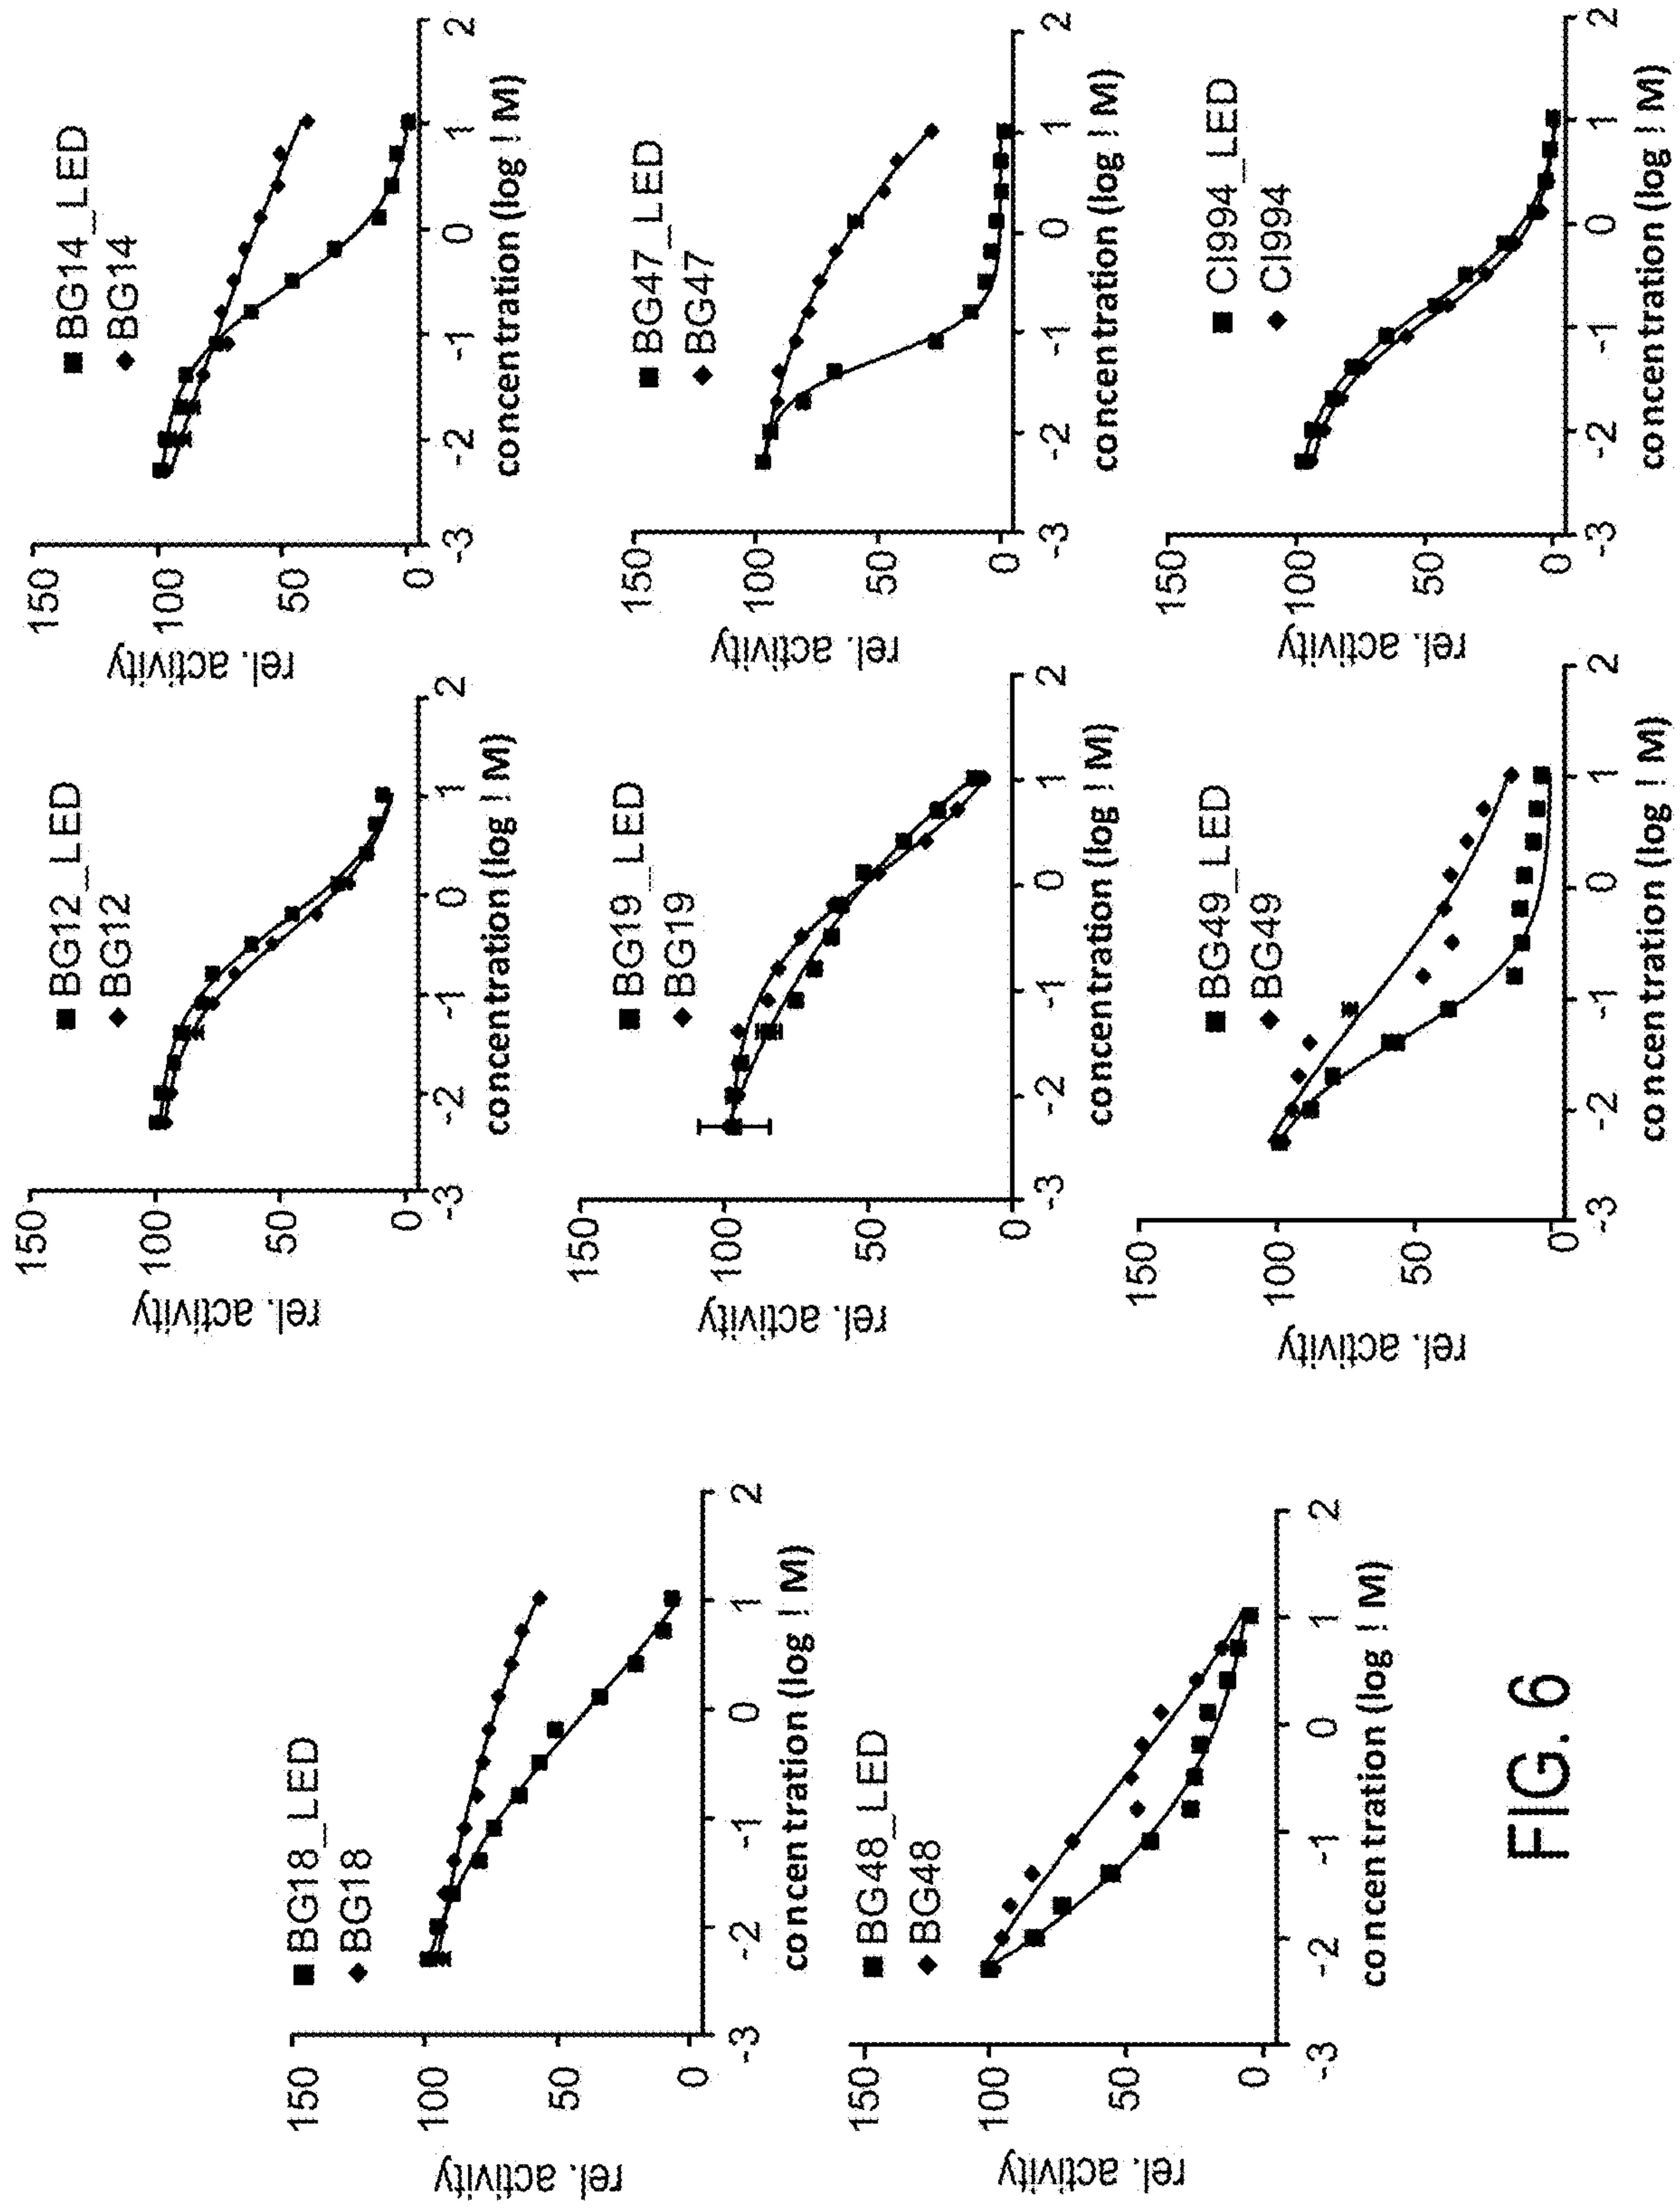 BG18_LED
BG18
150
100
50
0
rel. activity
-3 -2 -1 0 1 2
concentration (log ! M)
BG12_LED
BG12
150
100
50
0
rel. activity
-3 -2 -1 0 1 2
concentration (log ! M)
BG14_LED
BG14
150
100
50
0
rel. activity
-3 -2 -1 0 1 2
concentration (log ! M)
BG48_LED
BG48
150
100
50
0
rel. activity
-3 -2 -1 0 1 2
concentration (log ! M)
BG19_LED
BG19
150
100
50
0
rel. activity
-3 -2 -1 0 1 2
concentration (log ! M)
BG47_LED
BG47
150
100
50
0
rel. activity
-3 -2 -1 0 1 2
concentration (log ! M)
BG49_LED
BG49
150
100
50
0
rel. activity
-3 -2 -1 0 1 2
concentration (log ! M)
CI994_LED
CI994
150
100
50
0
rel. activity
-3 -2 -1 0 1 2
concentration (log ! M)
FIG. 6